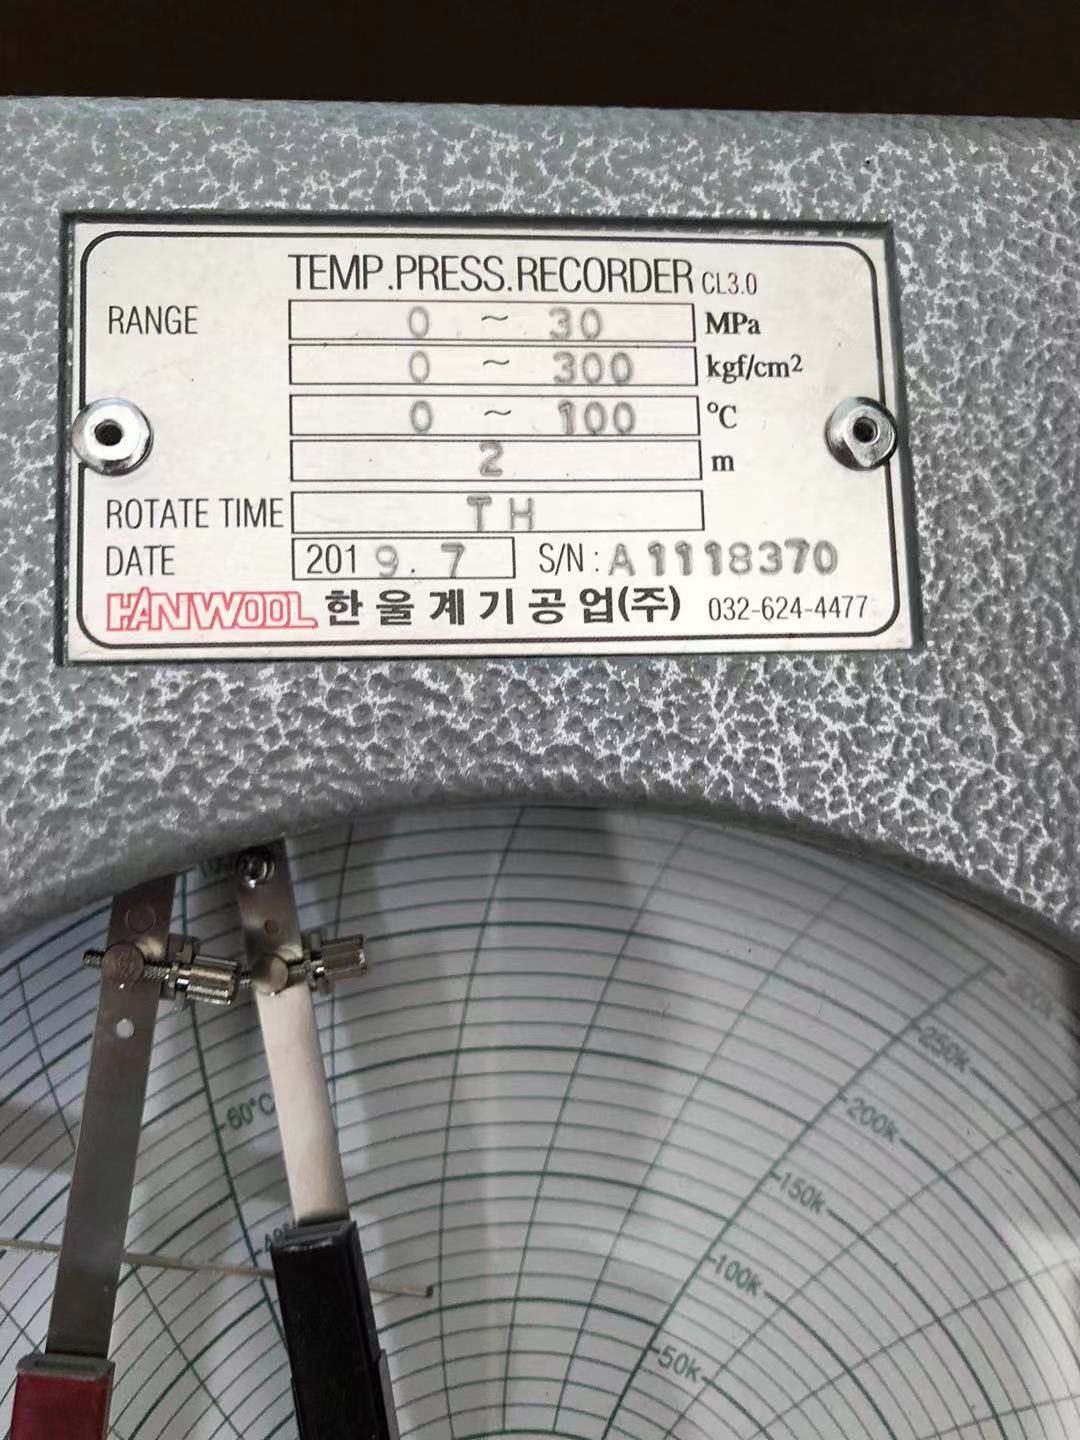 TEMP.PRESS.RECORDER CL3.0
RANGE 0 ~ 30 MPa
0 ~ 300 kgf/cm2
0 ~ 100 ℃
2 m
ROTATE TIME TH
DATE 2019.7 S/N : A1118370
HANWOOL 한울계기공업(주) 032-624-4477
300k
250k
200k
60°C
150k
100k
50k